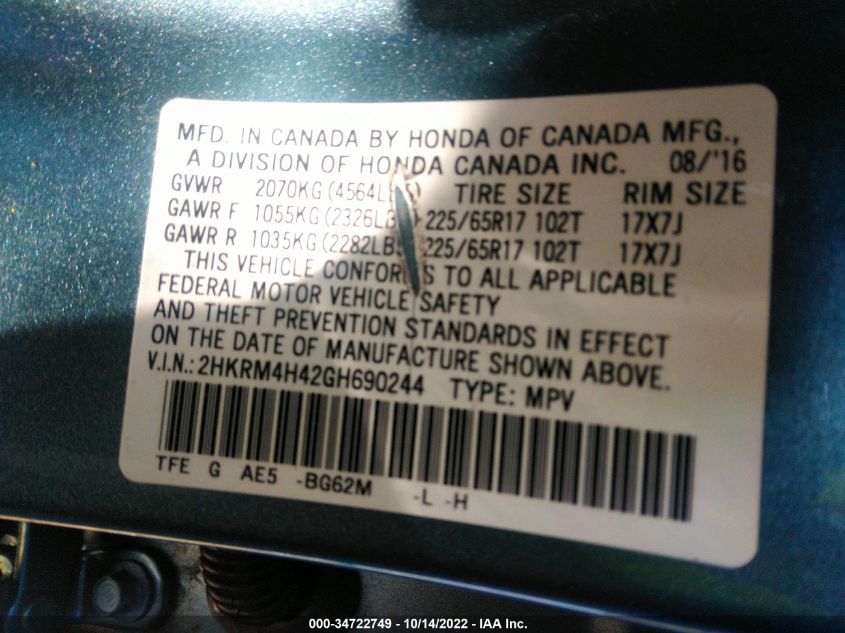 MFD. IN CANADA BY HONDA OF CANADA MFG.,
A DIVISION OF HONDA CANADA INC. 08/'16
GVWR 2070KG TIRE SIZE RIM SIZE
GAWR F 1055KG 225/65R17 102T 17X7J
GAWR R 1035KG 225/65R17 102T 17X7J
THIS VEHICLE CONFORMS TO ALL APPLICABLE
FEDERAL MOTOR VEHICLE SAFETY
AND THEFT PREVENTION STANDARDS IN EFFECT
ON THE DATE OF MANUFACTURE SHOWN ABOVE.
V.I.N.: 2HKRM4H42GH690244 TYPE: MPV
TFE G AE5 -BG62M -L -H
000-34722749 - 10/14/2022 - IAA Inc.